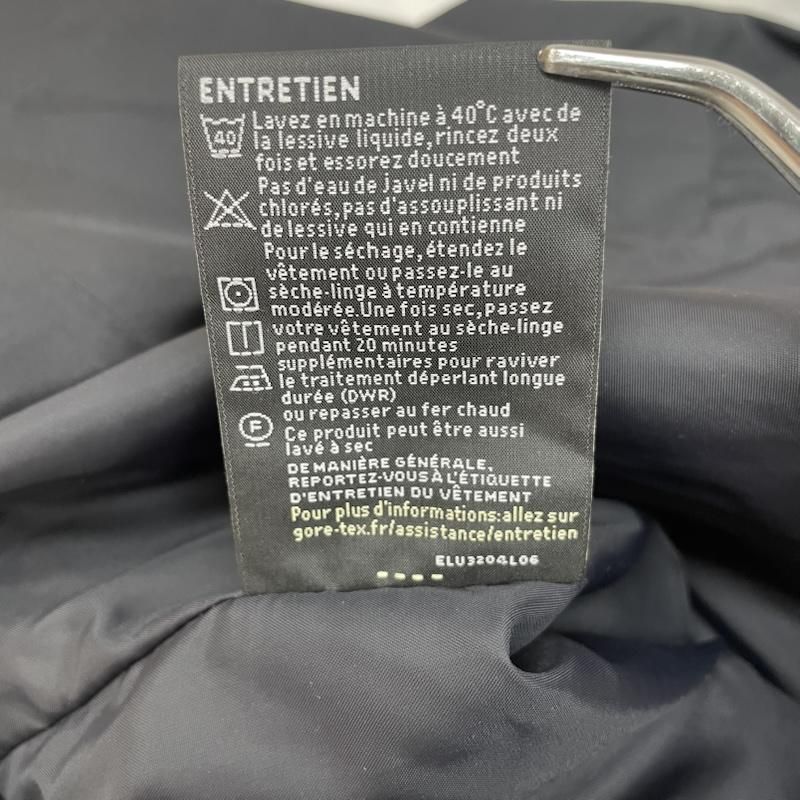 ENTRETIEN
40
Lavez en machine à 40°C avec de
la lessive liquide,rincez deux
fois et essorez doucement
Pas d'eau de javel ni de produits
chlorés,pas d'assouplissant ni
de lessive qui en contienne
Pour le séchage,étendez le
vêtement ou passez-le au
sèche-linge à température
modérée.Une fois sec,passez
votre vêtement au sèche-linge
pendant 20 minutes
supplémentaires pour raviver
le traitement déperlant longue
durée (DWR)
ou repasser au fer chaud
F
Ce produit peut être aussi
lavé à sec
DE MANIÈRE GÉNÉRALE,
REPORTEZ-VOUS À L'ÉTIQUETTE
D'ENTRETIEN DU VÊTEMENT
Pour plus d'informations:allez sur
gore-tex.fr/assistance/entretien
ELU3204L06